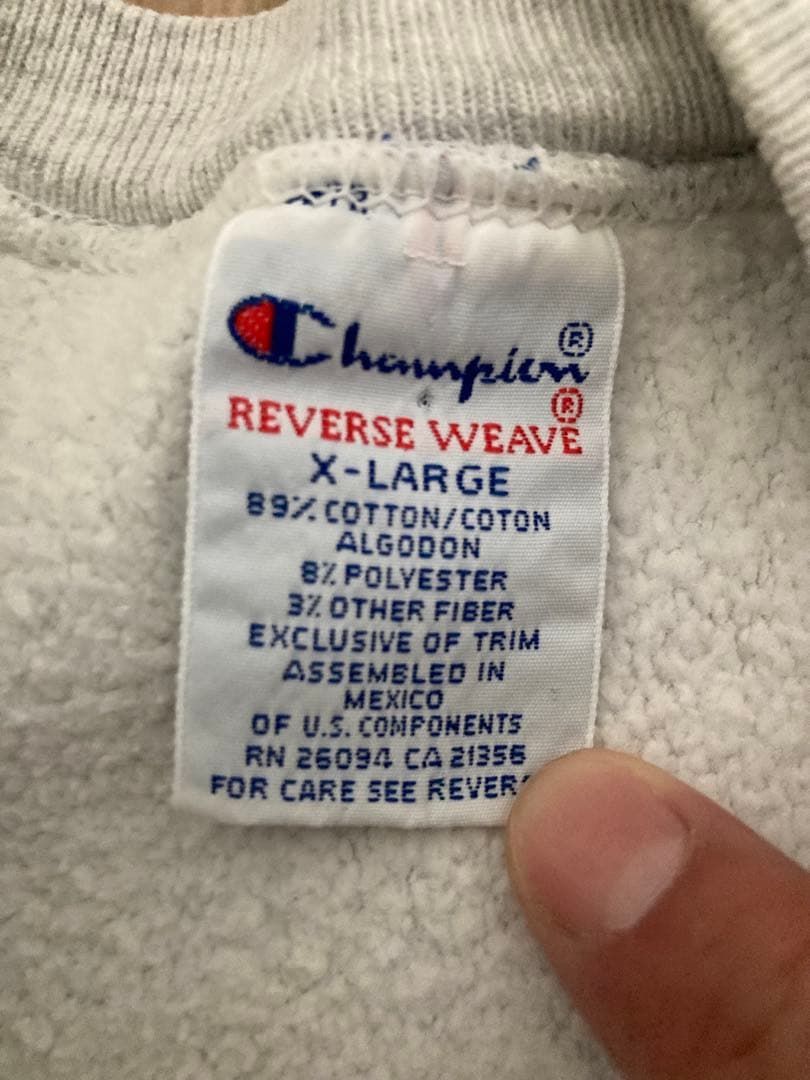 Champion®
REVERSE WEAVE®
X-LARGE
89% COTTON/COTON
ALGODON
8% POLYESTER
3% OTHER FIBER
EXCLUSIVE OF TRIM
ASSEMBLED IN
MEXICO
OF U.S. COMPONENTS
RN 26094 CA 21356
FOR CARE SEE